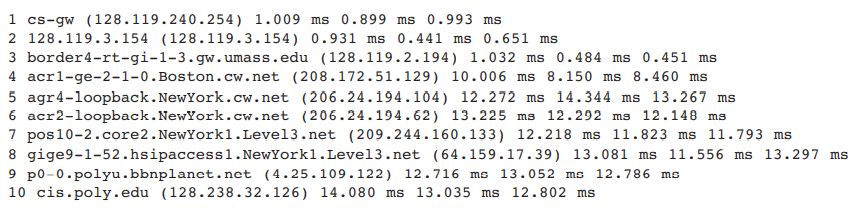 1 cs-gw (128.119.240.254) 1.009 ms 0.899 ms 0.993 ms
2 128.119.3.154 (128.119.3.154) 0.931 ms 0.441 ms 0.651 ms
3 border4-rt-gi-1-3.gw.umass.edu (128.119.2.194) 1.032 ms 0.484 ms 0.451 ms
4 acr1-ge-2-1-0.Boston.cw.net (208.172.51.129) 10.006 ms 8.150 ms 8.460 ms
5 agr4-loopback.NewYork.cw.net (206.24.194.104) 12.272 ms 14.344 ms 13.267 ms
6 acr2-loopback.NewYork.cw.net (206.24.194.62) 13.225 ms 12.292 ms 12.148 ms
7 pos10-2.core2.NewYork1.Level3.net (209.244.160.133) 12.218 ms 11.823 ms 11.793 ms
8 gige9-1-52.hsipaccess1.NewYork1.Level3.net (64.159.17.39) 13.081 ms 11.556 ms 13.297 ms
9 p0-0.polyu.bbnplanet.net (4.25.109.122) 12.716 ms 13.052 ms 12.786 ms
10 cis.poly.edu (128.238.32.126) 14.080 ms 13.035 ms 12.802 ms